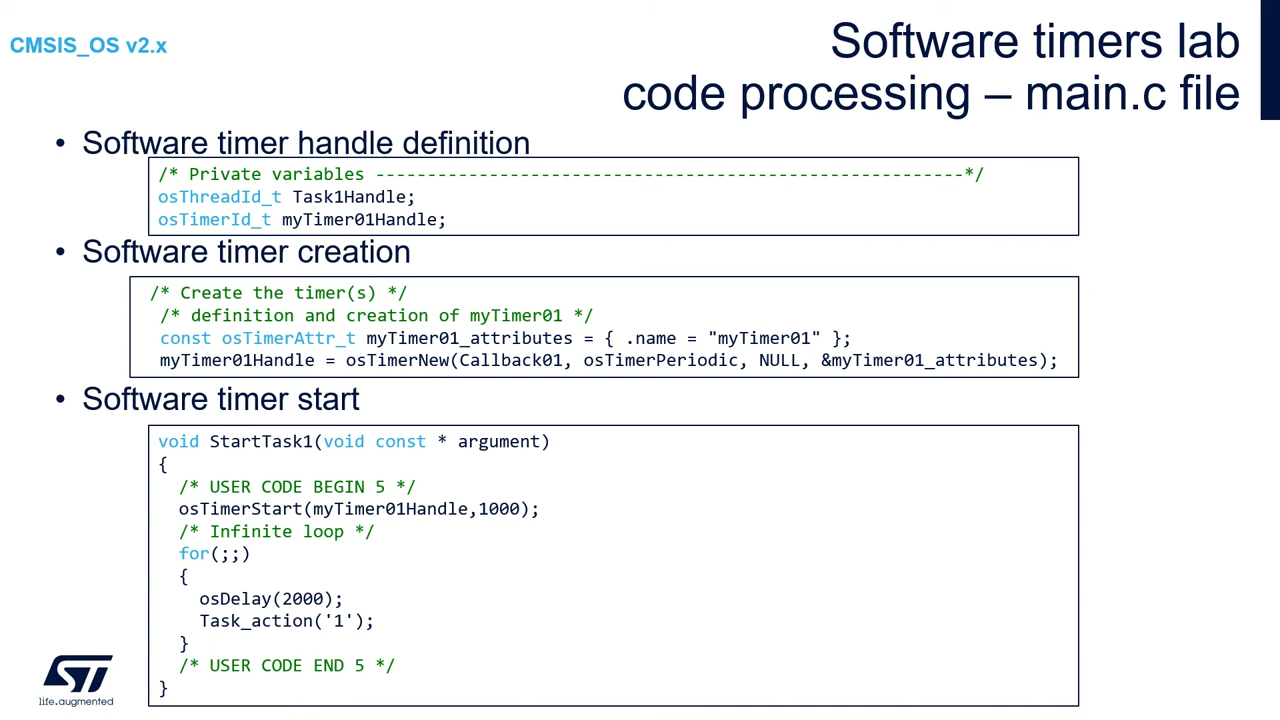 CMSIS_OS v2.x
Software timers lab
code processing – main.c file
• Software timer handle definition
/* Private variables ---------------------------------------------------------*/
osThreadId_t Task1Handle;
osTimerId_t myTimer01Handle;
• Software timer creation
/* Create the timer(s) */
/* definition and creation of myTimer01 */
const osTimerAttr_t myTimer01_attributes = { .name = "myTimer01" };
myTimer01Handle = osTimerNew(Callback01, osTimerPeriodic, NULL, &myTimer01_attributes);
• Software timer start
void StartTask1(void const * argument)
{
/* USER CODE BEGIN 5 */
osTimerStart(myTimer01Handle,1000);
/* Infinite loop */
for(;;)
{
osDelay(2000);
Task_action('1');
}
/* USER CODE END 5 */
}
ST
life.augmented